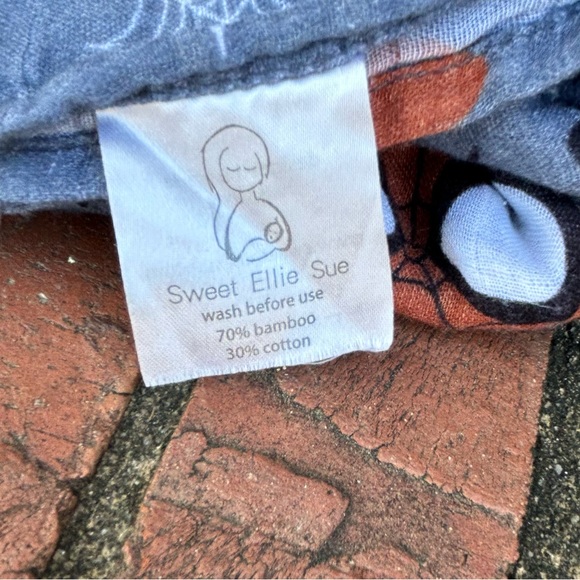 Sweet Ellie Sue
wash before use
70% bamboo
30% cotton